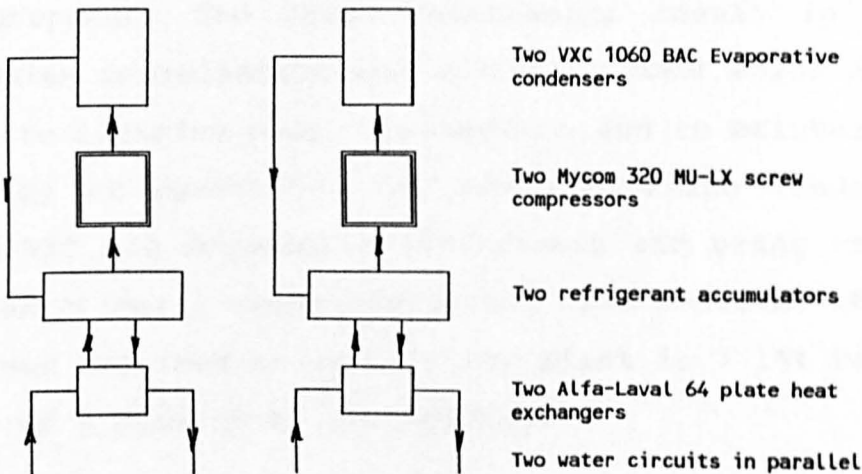 Two VXC 1060 BAC Evaporative
condensers
Two Mycom 320 MU-LX screw
compressors
Two refrigerant accumulators
Two Alfa-Laval 64 plate heat
exchangers
Two water circuits in parallel